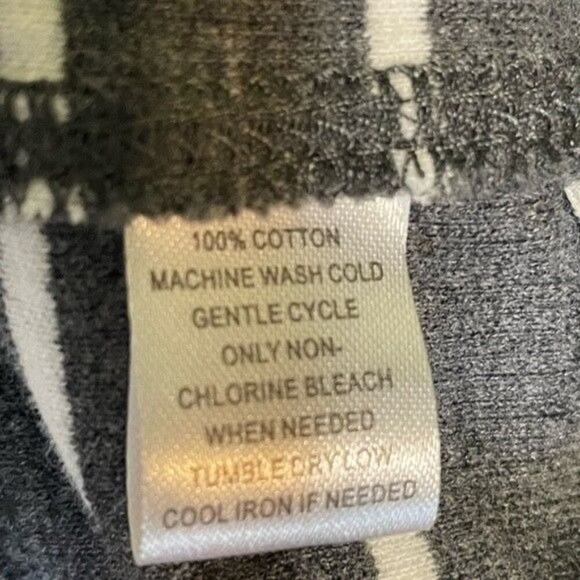 100% COTTON
MACHINE WASH COLD
GENTLE CYCLE
ONLY NON-
CHLORINE BLEACH
WHEN NEEDED
TUMBLE DRY LOW
COOL IRON IF NEEDED